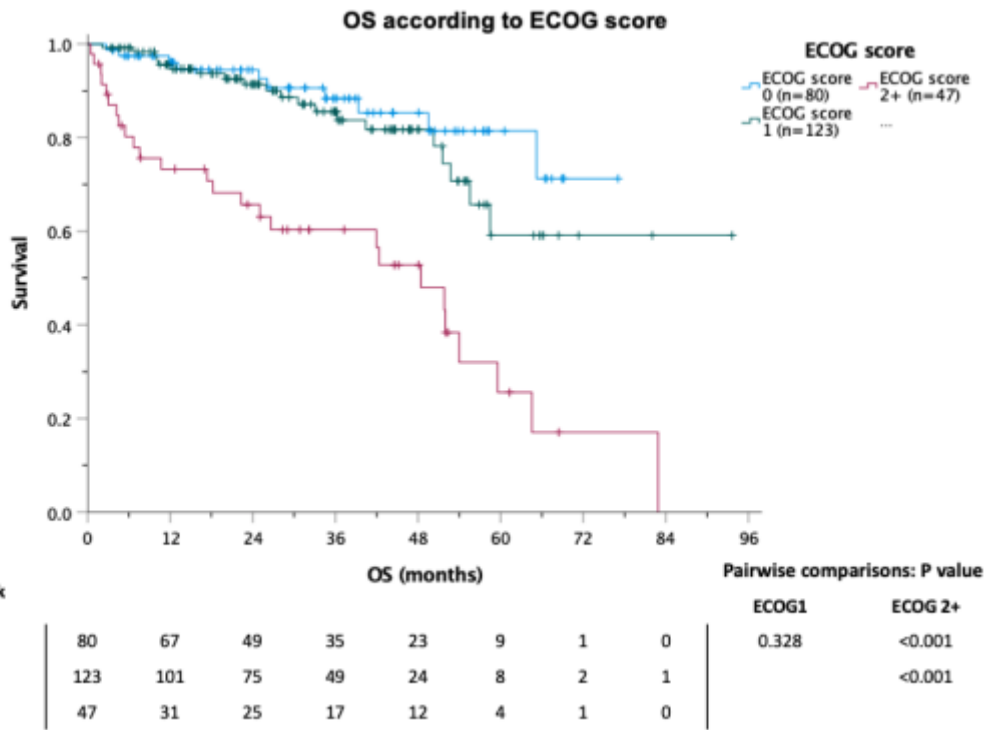 OS according to ECOG score
ECOG score
ECOG score 0 (n=80)
ECOG score 2+ (n=47)
ECOG score 1 (n=123)
...
Survival
1.0
0.8
0.6
0.4
0.2
0.0
0 12 24 36 48 60 72 84 96
OS (months)
Pairwise comparisons: P value
ECOG1 ECOG 2+
80 67 49 35 23 9 1 0 0.328 <0.001
123 101 75 49 24 8 2 1 <0.001
47 31 25 17 12 4 1 0